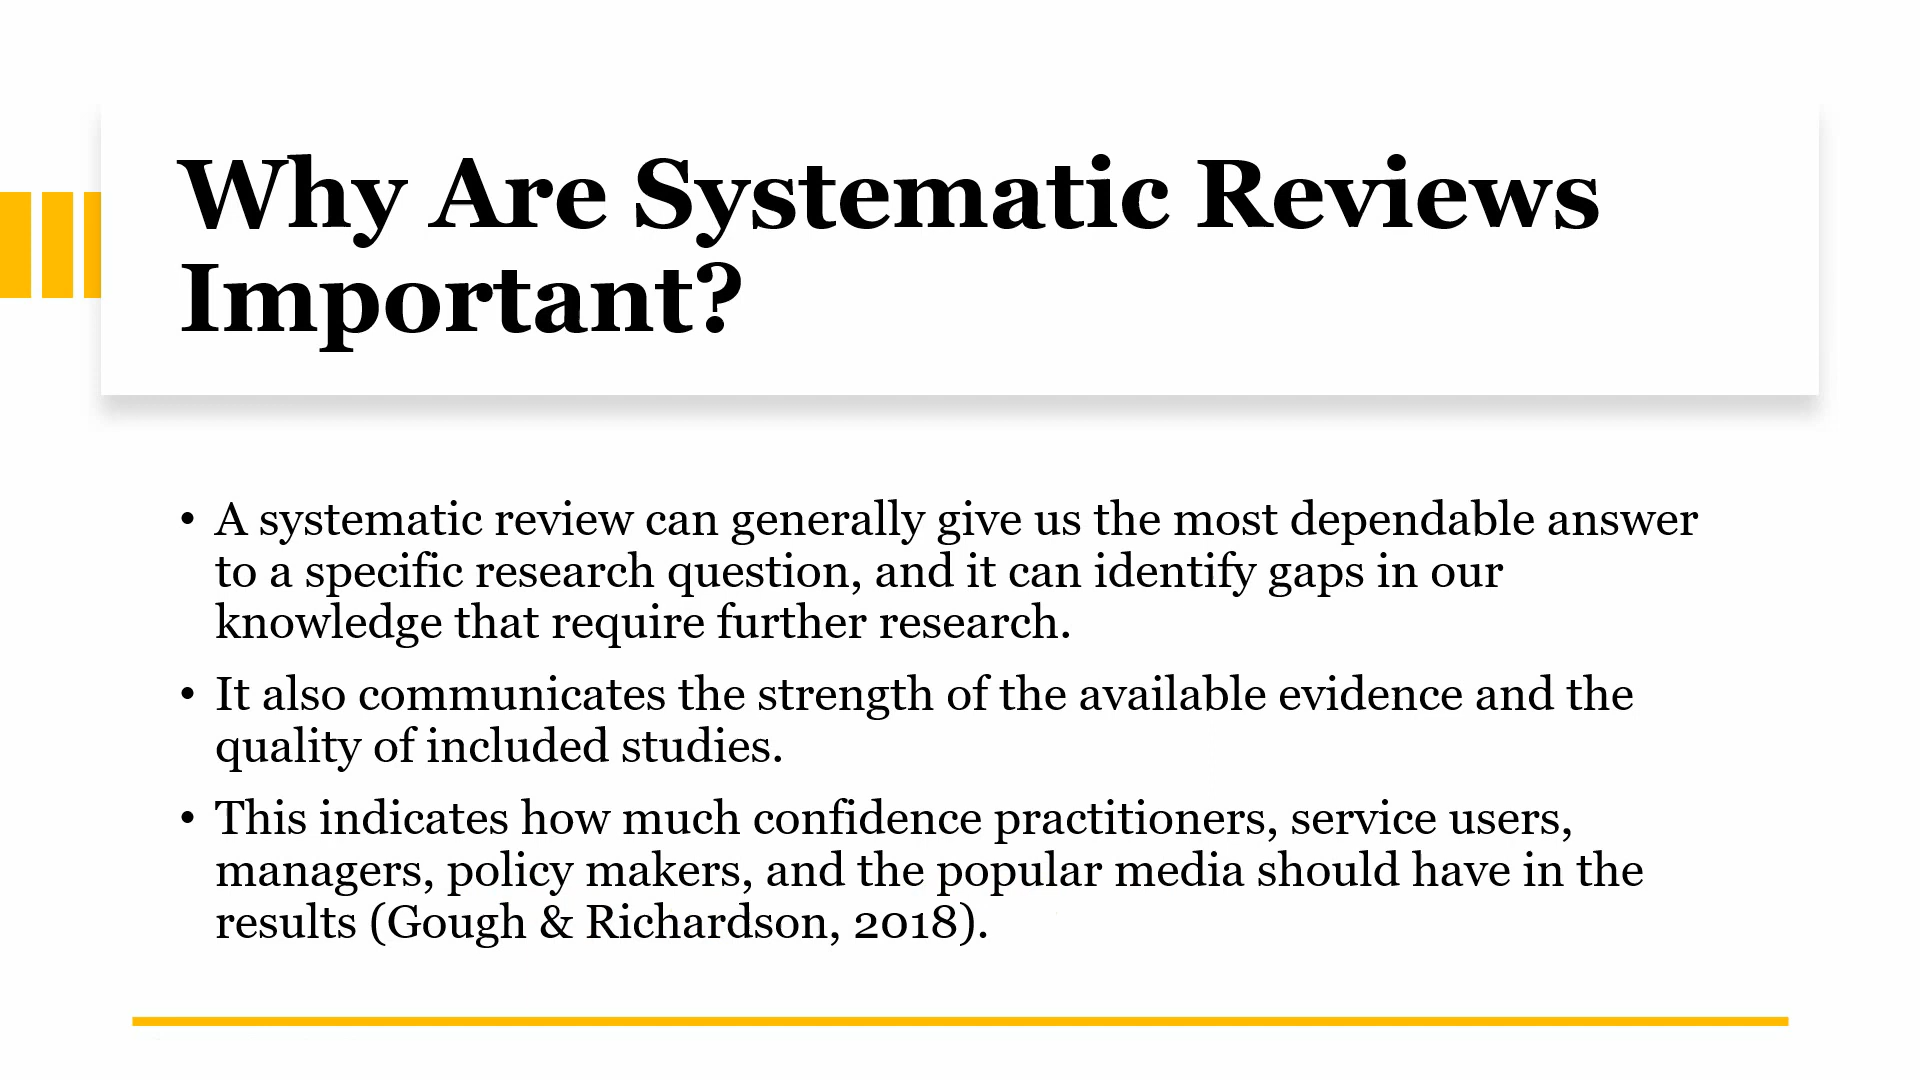 Why Are Systematic Reviews
Important?
• A systematic review can generally give us the most dependable answer
to a specific research question, and it can identify gaps in our
knowledge that require further research.
• It also communicates the strength of the available evidence and the
quality of included studies.
• This indicates how much confidence practitioners, service users,
managers, policy makers, and the popular media should have in the
results (Gough & Richardson, 2018).